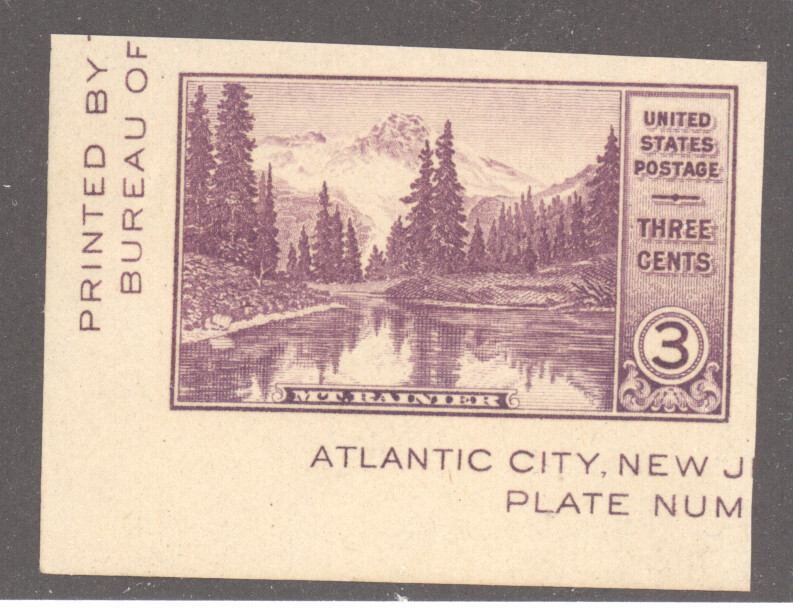 PRINTED BY
BUREAU OF
UNITED
STATES
POSTAGE
THREE
CENTS
3
MT. RAINIER
ATLANTIC CITY, NEW J
PLATE NUM